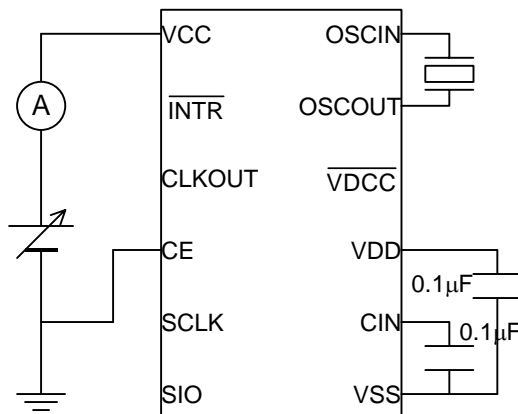 VCC
OSCIN
A
INTR
OSCOUT
CLKOUT
VDCC
CE
VDD
0.1μF
SCLK
CIN
0.1μF
SIO
VSS